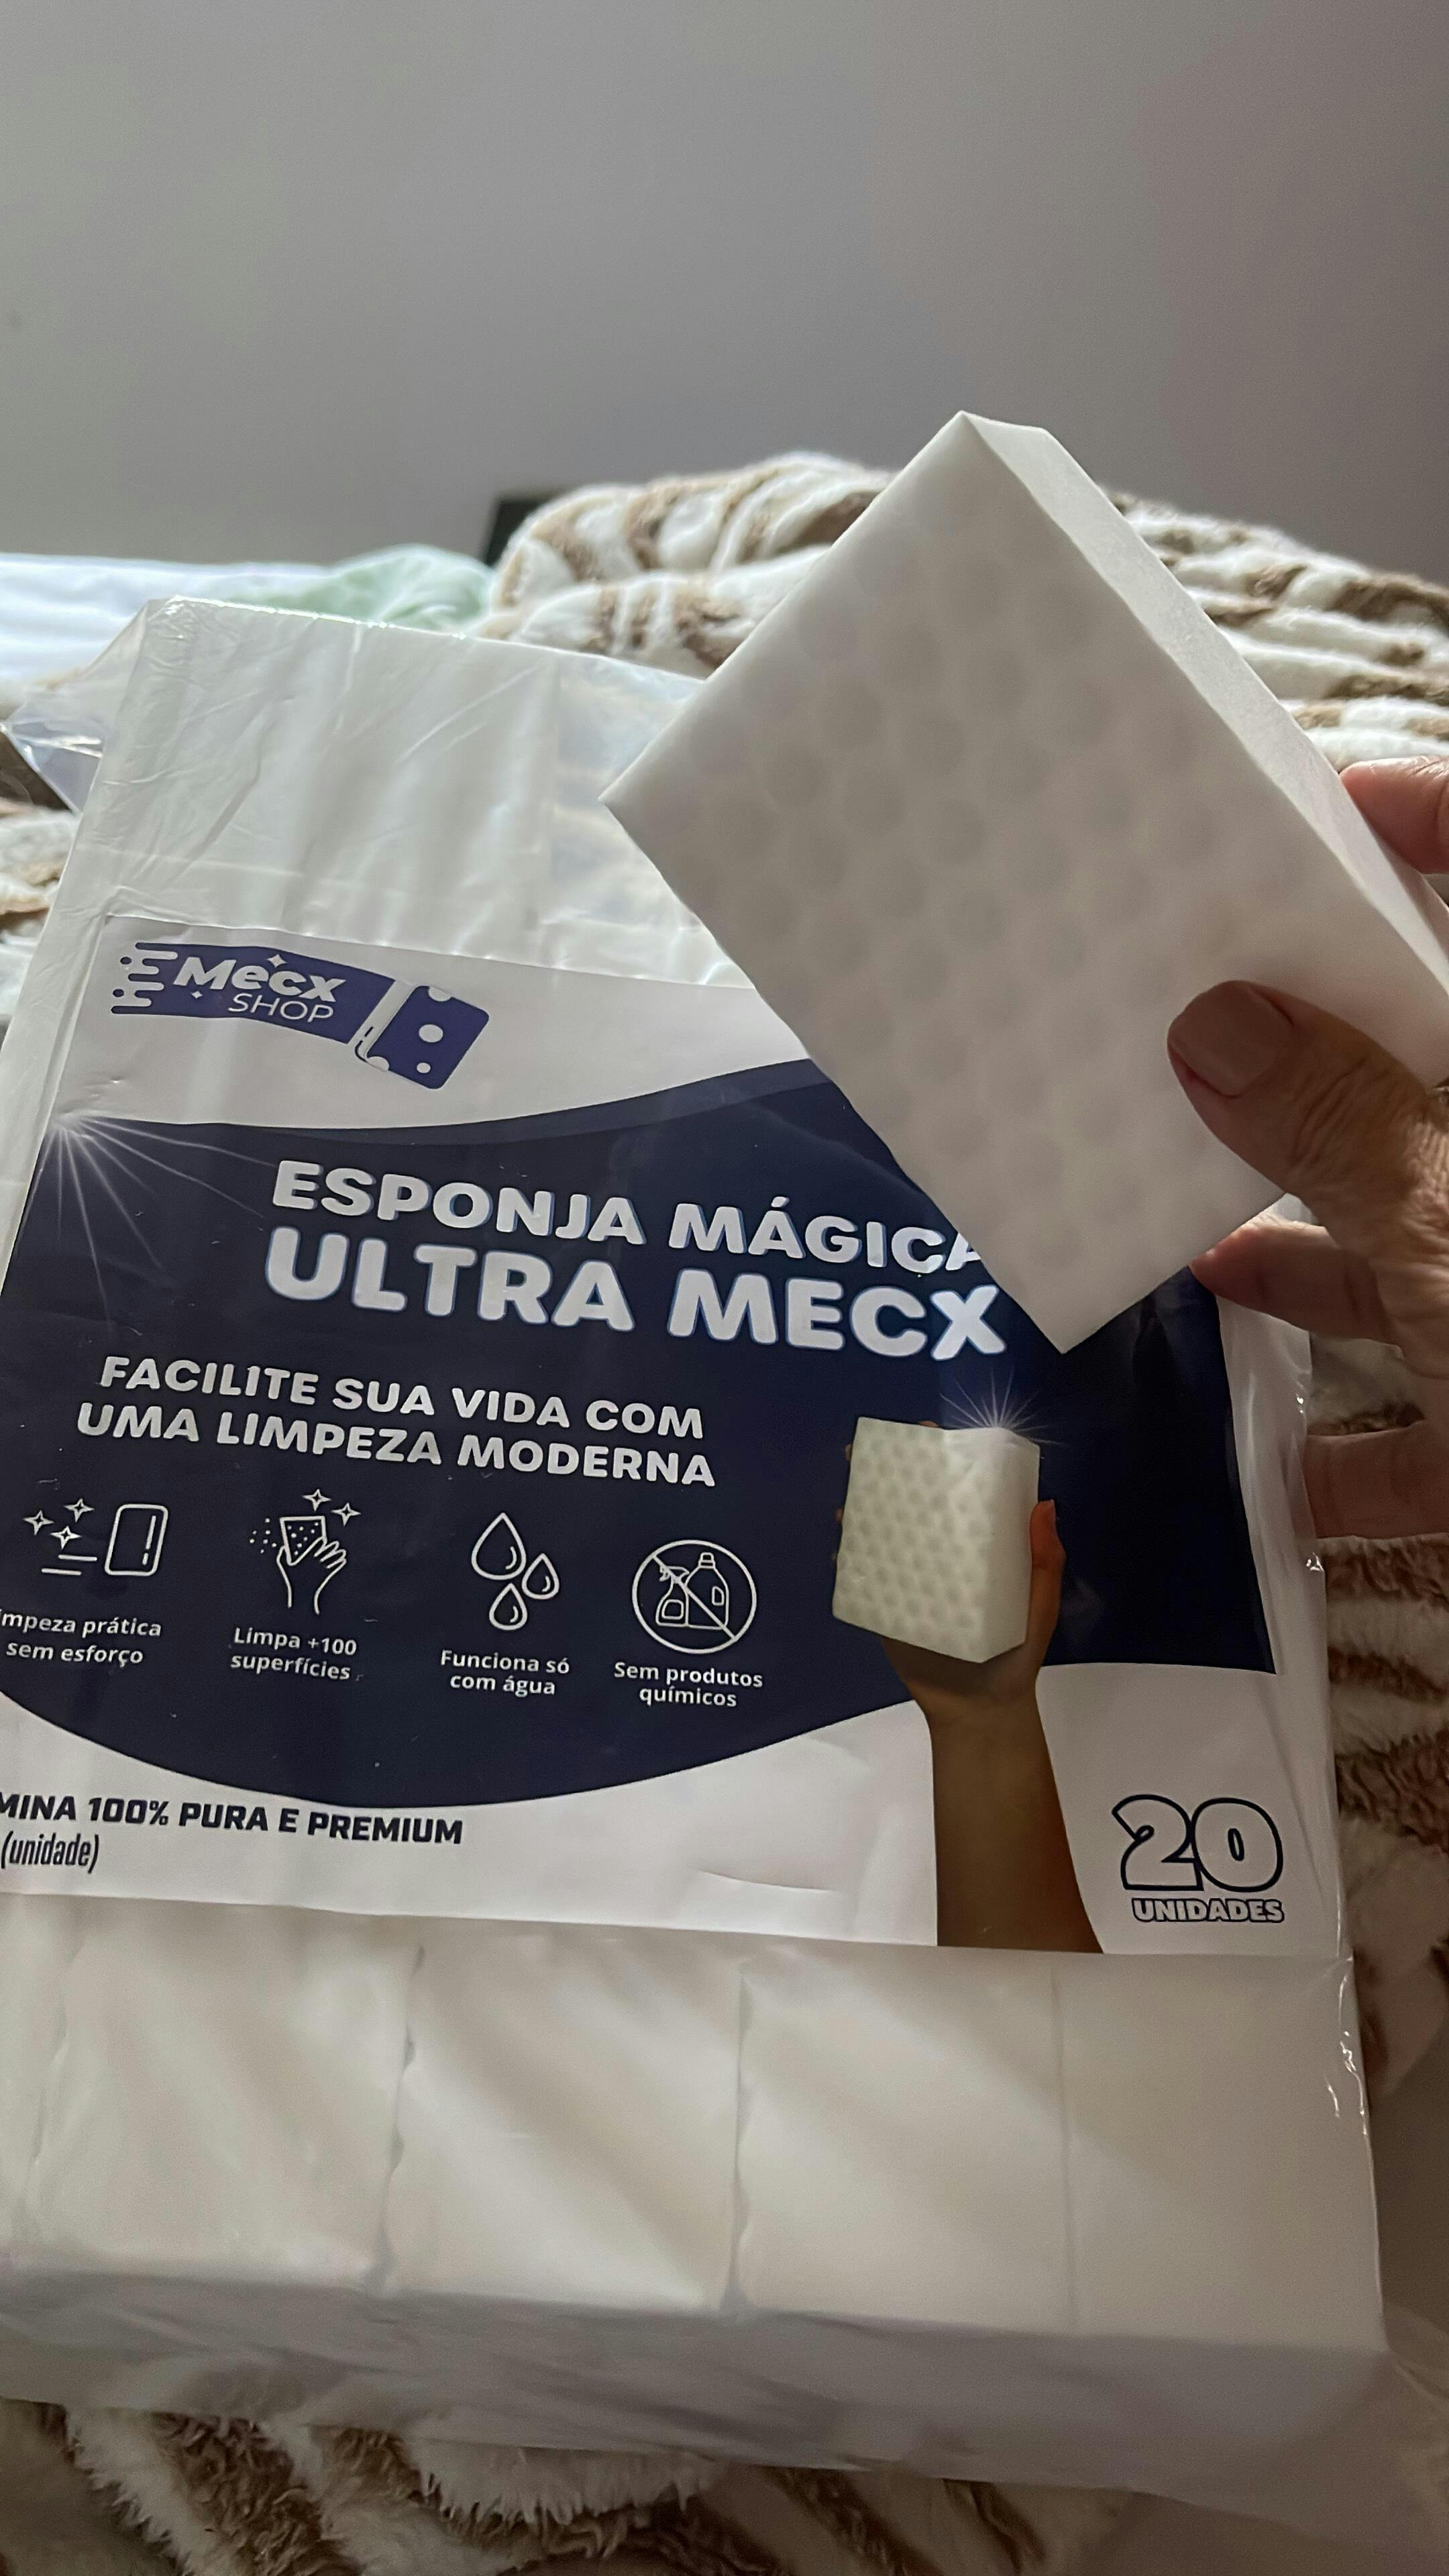 Mecx
SHOP
ESPONJA MÁGICA
ULTRA MECX
FACILITE SUA VIDA COM
UMA LIMPEZA MODERNA
mpeza prática
sem esforço
Limpa +100
superfícies
Funciona só
com água
Sem produtos
químicos
MINA 100% PURA E PREMIUM
(unidade)
20
UNIDADES